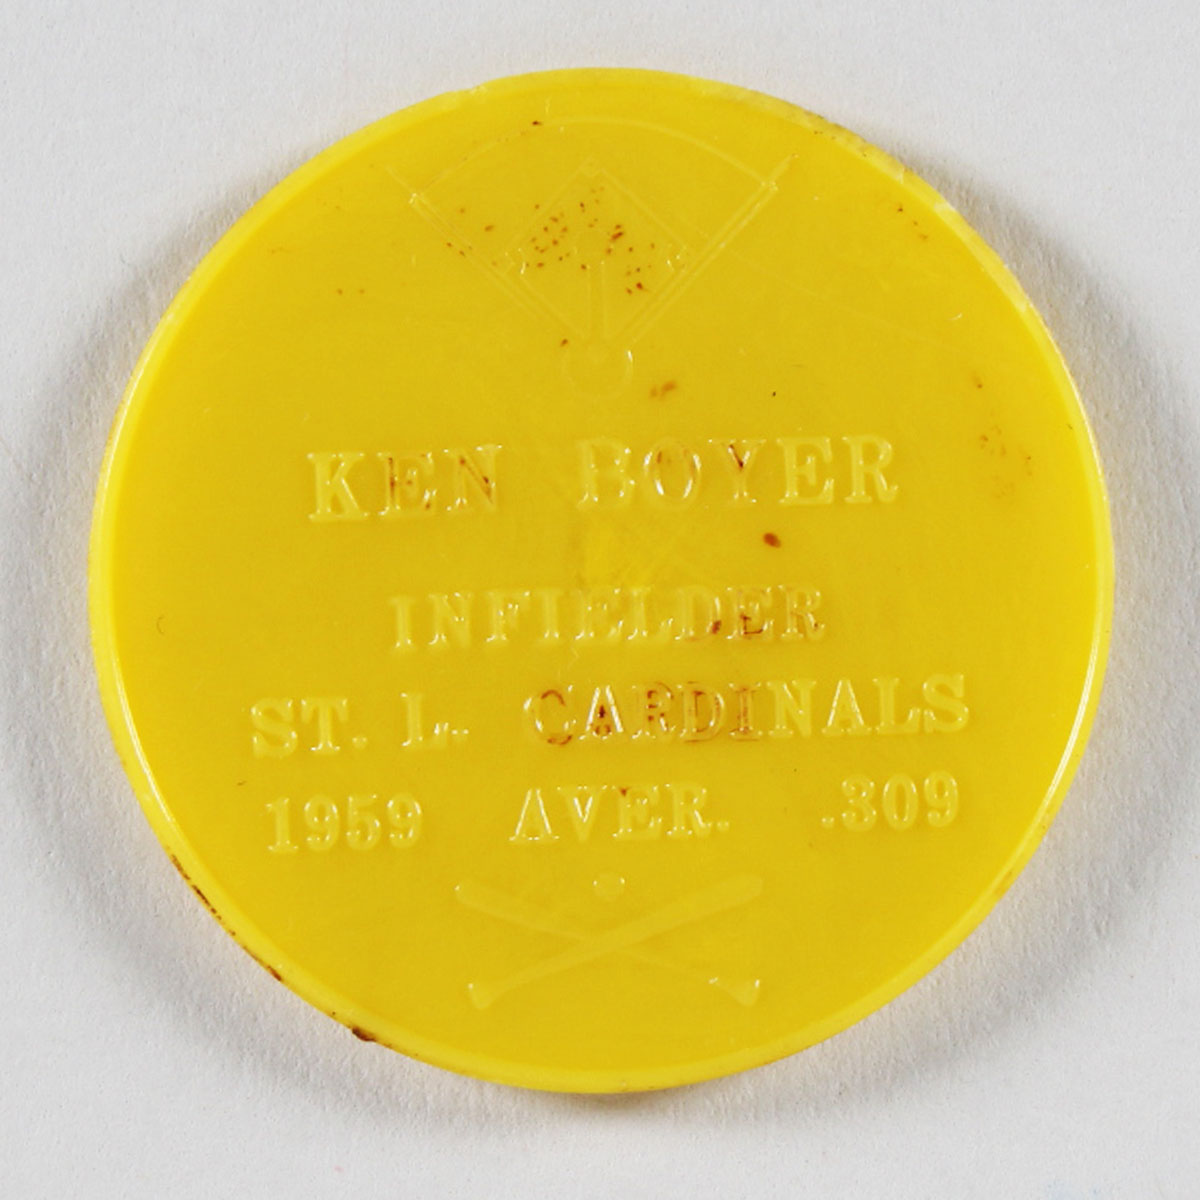 KEN BOYER
INFIELDER
ST. L. CARDINALS
1959 AVER. .309